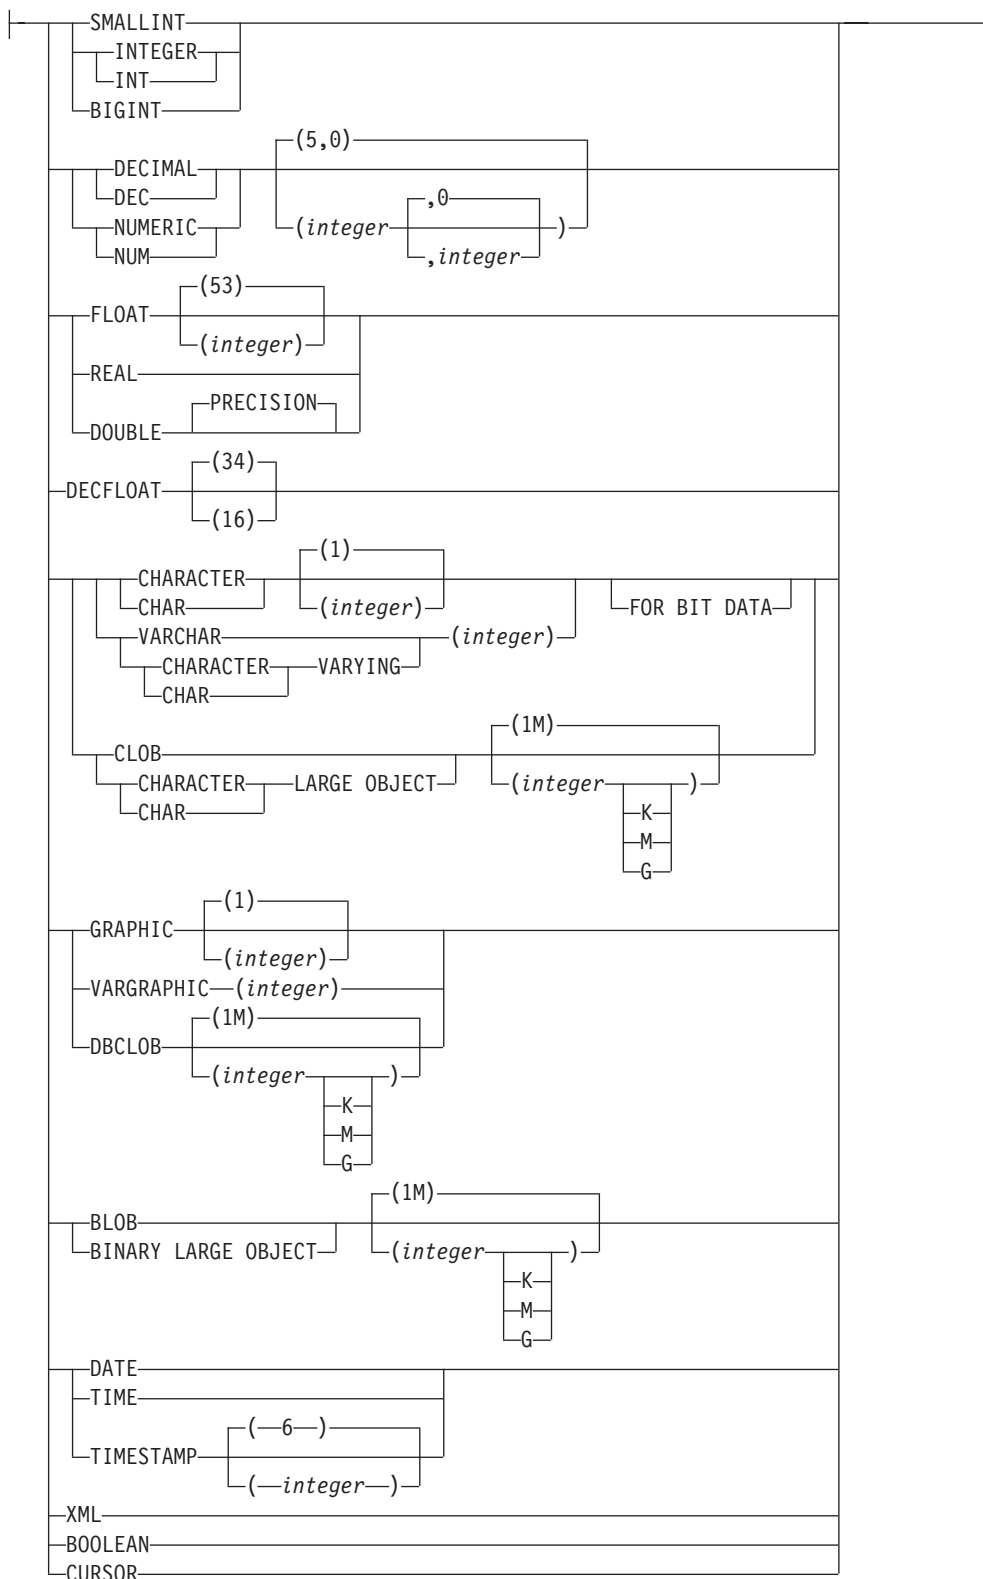 SMALLINT
INTEGER
INT
BIGINT
(5,0)
DECIMAL
DEC
,0
NUMERIC (integer )
NUM ,integer
(53)
FLOAT
(integer)
REAL
PRECISION
DOUBLE
(34)
DECFLOAT
(16)
(1)
CHARACTER
CHAR (integer) FOR BIT DATA
VARCHAR (integer)
CHARACTER VARYING
CHAR
(1M)
CLOB
CHARACTER LARGE OBJECT (integer )
CHAR K
M
G
(1)
GRAPHIC
(integer)
VARGRAPHIC (integer)
(1M)
DBCLOB
(integer )
K
M
G
(1M)
BLOB
BINARY LARGE OBJECT (integer )
K
M
G
DATE
TIME
( 6 )
TIMESTAMP
( integer )
XML
BOOLEAN
CURSOR